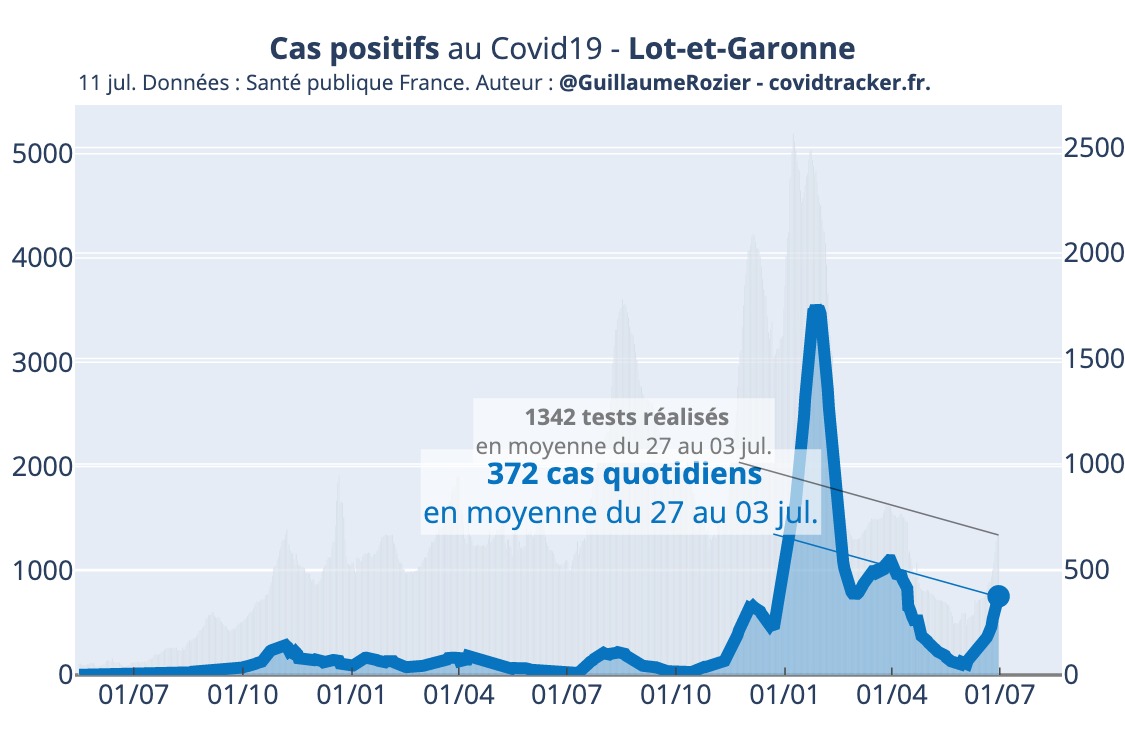 Cas positifs au Covid19 - Lot-et-Garonne
11 jul. Données : Santé publique France. Auteur : @GuillaumeRozier - covidtracker.fr.
5000
4000
3000
2000
1000
0
2500
2000
1500
1000
500
0
1342 tests réalisés
en moyenne du 27 au 03 jul.
372 cas quotidiens
en moyenne du 27 au 03 jul.
01/07 01/10 01/01 01/04 01/07 01/10 01/01 01/04 01/07